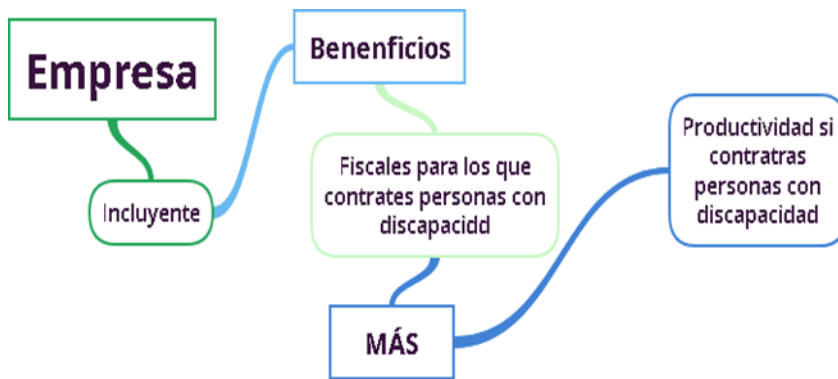 Empresa
Incluyente
Benenficios
Fiscales para los que
contrates personas con
discapacidd
MÁS
Productividad si
contratras
personas con
discapacidad